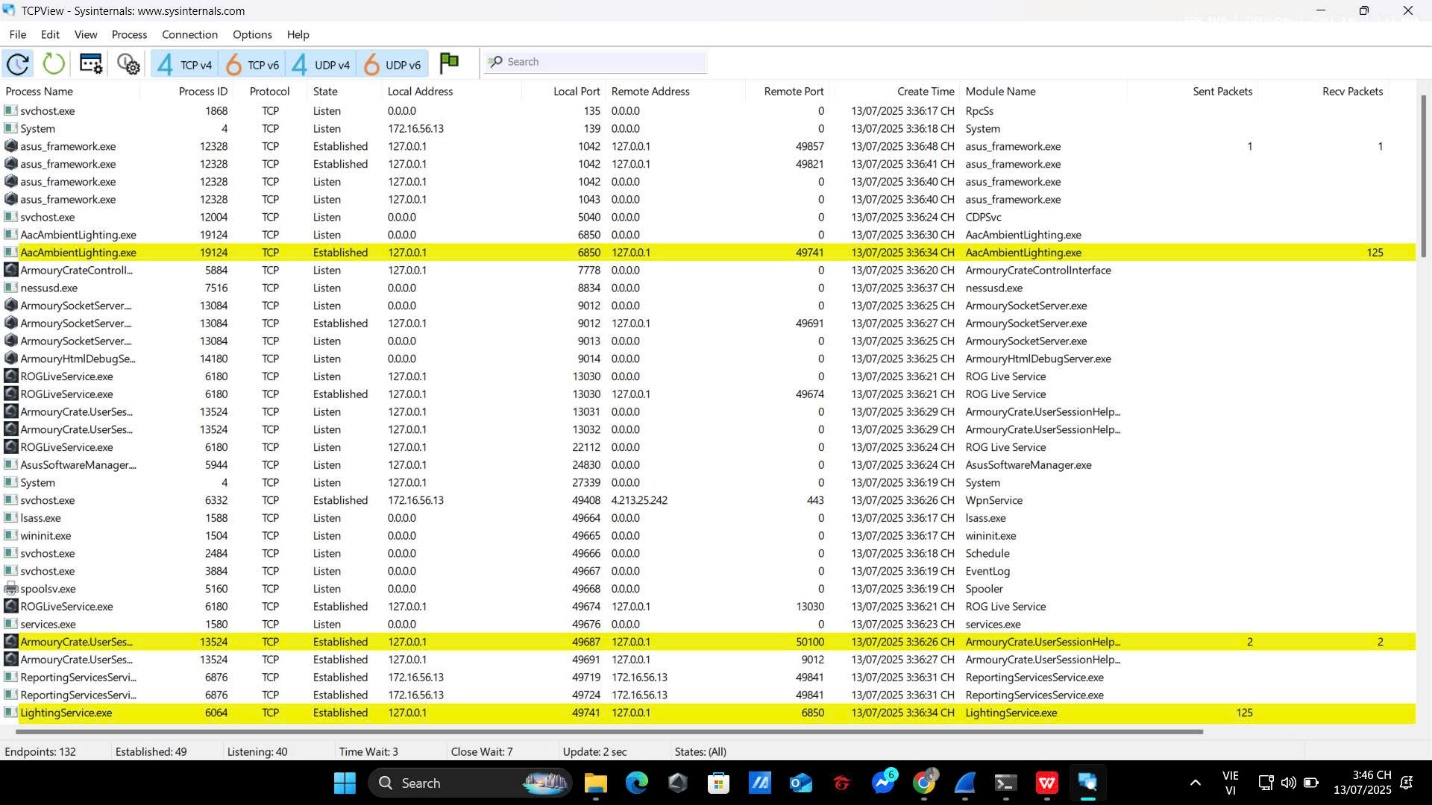 TCPView - Sysinternals: www.sysinternals.com
File Edit View Process Connection Options Help
4 TCP v4 6 TCP v6 4 UDP v4 6 UDP v6 Search
Process Name Process ID Protocol State Local Address Local Port Remote Address Remote Port Create Time Module Name Sent Packets Recv Packets
svchost.exe 1868 TCP Listen 0.0.0.0 135 0.0.0.0 0 13/07/2025 3:36:17 CH RpcSs
System 4 TCP Listen 172.16.56.13 139 0.0.0.0 0 13/07/2025 3:36:18 CH System
asus_framework.exe 12328 TCP Established 127.0.0.1 1042 127.0.0.1 49857 13/07/2025 3:36:48 CH asus_framework.exe 1 1
asus_framework.exe 12328 TCP Established 127.0.0.1 1042 127.0.0.1 49821 13/07/2025 3:36:41 CH asus_framework.exe
asus_framework.exe 12328 TCP Listen 127.0.0.1 1042 0.0.0.0 0 13/07/2025 3:36:40 CH asus_framework.exe
asus_framework.exe 12328 TCP Listen 127.0.0.1 1043 0.0.0.0 0 13/07/2025 3:36:40 CH asus_framework.exe
svchost.exe 12004 TCP Listen 0.0.0.0 5040 0.0.0.0 0 13/07/2025 3:36:24 CH CDPSvc
AacAmbientLighting.exe 19124 TCP Listen 0.0.0.0 6850 0.0.0.0 0 13/07/2025 3:36:30 CH AacAmbientLighting.exe
AacAmbientLighting.exe 19124 TCP Established 127.0.0.1 6850 127.0.0.1 49741 13/07/2025 3:36:34 CH AacAmbientLighting.exe 125
ArmouryCrateControlI... 5884 TCP Listen 127.0.0.1 7778 0.0.0.0 0 13/07/2025 3:36:20 CH ArmouryCrateControlInterface
nessusd.exe 7516 TCP Listen 0.0.0.0 8834 0.0.0.0 0 13/07/2025 3:36:37 CH nessusd.exe
ArmourySocketServer.... 13084 TCP Listen 0.0.0.0 9012 0.0.0.0 0 13/07/2025 3:36:25 CH ArmourySocketServer.exe
ArmourySocketServer.... 13084 TCP Established 127.0.0.1 9012 127.0.0.1 49691 13/07/2025 3:36:27 CH ArmourySocketServer.exe
ArmourySocketServer.... 13084 TCP Listen 0.0.0.0 9013 0.0.0.0 0 13/07/2025 3:36:25 CH ArmourySocketServer.exe
ArmouryHtmlDebugSe... 14180 TCP Listen 0.0.0.0 9014 0.0.0.0 0 13/07/2025 3:36:25 CH ArmouryHtmlDebugServer.exe
ROGLiveService.exe 6180 TCP Listen 127.0.0.1 13030 0.0.0.0 0 13/07/2025 3:36:21 CH ROG Live Service
ROGLiveService.exe 6180 TCP Established 127.0.0.1 13030 127.0.0.1 49674 13/07/2025 3:36:21 CH ROG Live Service
ArmouryCrate.UserSes... 13524 TCP Listen 127.0.0.1 13031 0.0.0.0 0 13/07/2025 3:36:29 CH ArmouryCrate.UserSessionHelp...
ArmouryCrate.UserSes... 13524 TCP Listen 127.0.0.1 13032 0.0.0.0 0 13/07/2025 3:36:29 CH ArmouryCrate.UserSessionHelp...
ROGLiveService.exe 6180 TCP Listen 127.0.0.1 22112 0.0.0.0 0 13/07/2025 3:36:24 CH ROG Live Service
AsusSoftwareManager.... 5944 TCP Listen 127.0.0.1 24830 0.0.0.0 0 13/07/2025 3:36:24 CH AsusSoftwareManager.exe
System 4 TCP Listen 127.0.0.1 27339 0.0.0.0 0 13/07/2025 3:36:19 CH System
svchost.exe 6332 TCP Established 172.16.56.13 49408 4.213.25.242 443 13/07/2025 3:36:26 CH WpnService
lsass.exe 1588 TCP Listen 0.0.0.0 49664 0.0.0.0 0 13/07/2025 3:36:17 CH lsass.exe
wininit.exe 1504 TCP Listen 0.0.0.0 49665 0.0.0.0 0 13/07/2025 3:36:17 CH wininit.exe
svchost.exe 2484 TCP Listen 0.0.0.0 49666 0.0.0.0 0 13/07/2025 3:36:18 CH Schedule
svchost.exe 3884 TCP Listen 0.0.0.0 49667 0.0.0.0 0 13/07/2025 3:36:19 CH EventLog
spoolsv.exe 5160 TCP Listen 0.0.0.0 49668 0.0.0.0 0 13/07/2025 3:36:19 CH Spooler
ROGLiveService.exe 6180 TCP Established 127.0.0.1 49674 127.0.0.1 13030 13/07/2025 3:36:21 CH ROG Live Service
services.exe 1580 TCP Listen 0.0.0.0 49676 0.0.0.0 0 13/07/2025 3:36:23 CH services.exe
ArmouryCrate.UserSes... 13524 TCP Established 127.0.0.1 49687 127.0.0.1 50100 13/07/2025 3:36:26 CH ArmouryCrate.UserSessionHelp... 2 2
ArmouryCrate.UserSes... 13524 TCP Established 127.0.0.1 49691 127.0.0.1 9012 13/07/2025 3:36:27 CH ArmouryCrate.UserSessionHelp...
ReportingServicesServi... 6876 TCP Established 172.16.56.13 49719 172.16.56.13 49841 13/07/2025 3:36:31 CH ReportingServicesService.exe
ReportingServicesServi... 6876 TCP Established 172.16.56.13 49724 172.16.56.13 49841 13/07/2025 3:36:31 CH ReportingServicesService.exe
LightingService.exe 6064 TCP Established 127.0.0.1 49741 127.0.0.1 6850 13/07/2025 3:36:34 CH LightingService.exe 125
Endpoints: 132 Established: 49 Listening: 40 Time Wait: 3 Close Wait: 7 Update: 2 sec States: (All)
Search 6 VIE VI 3:46 CH
13/07/2025